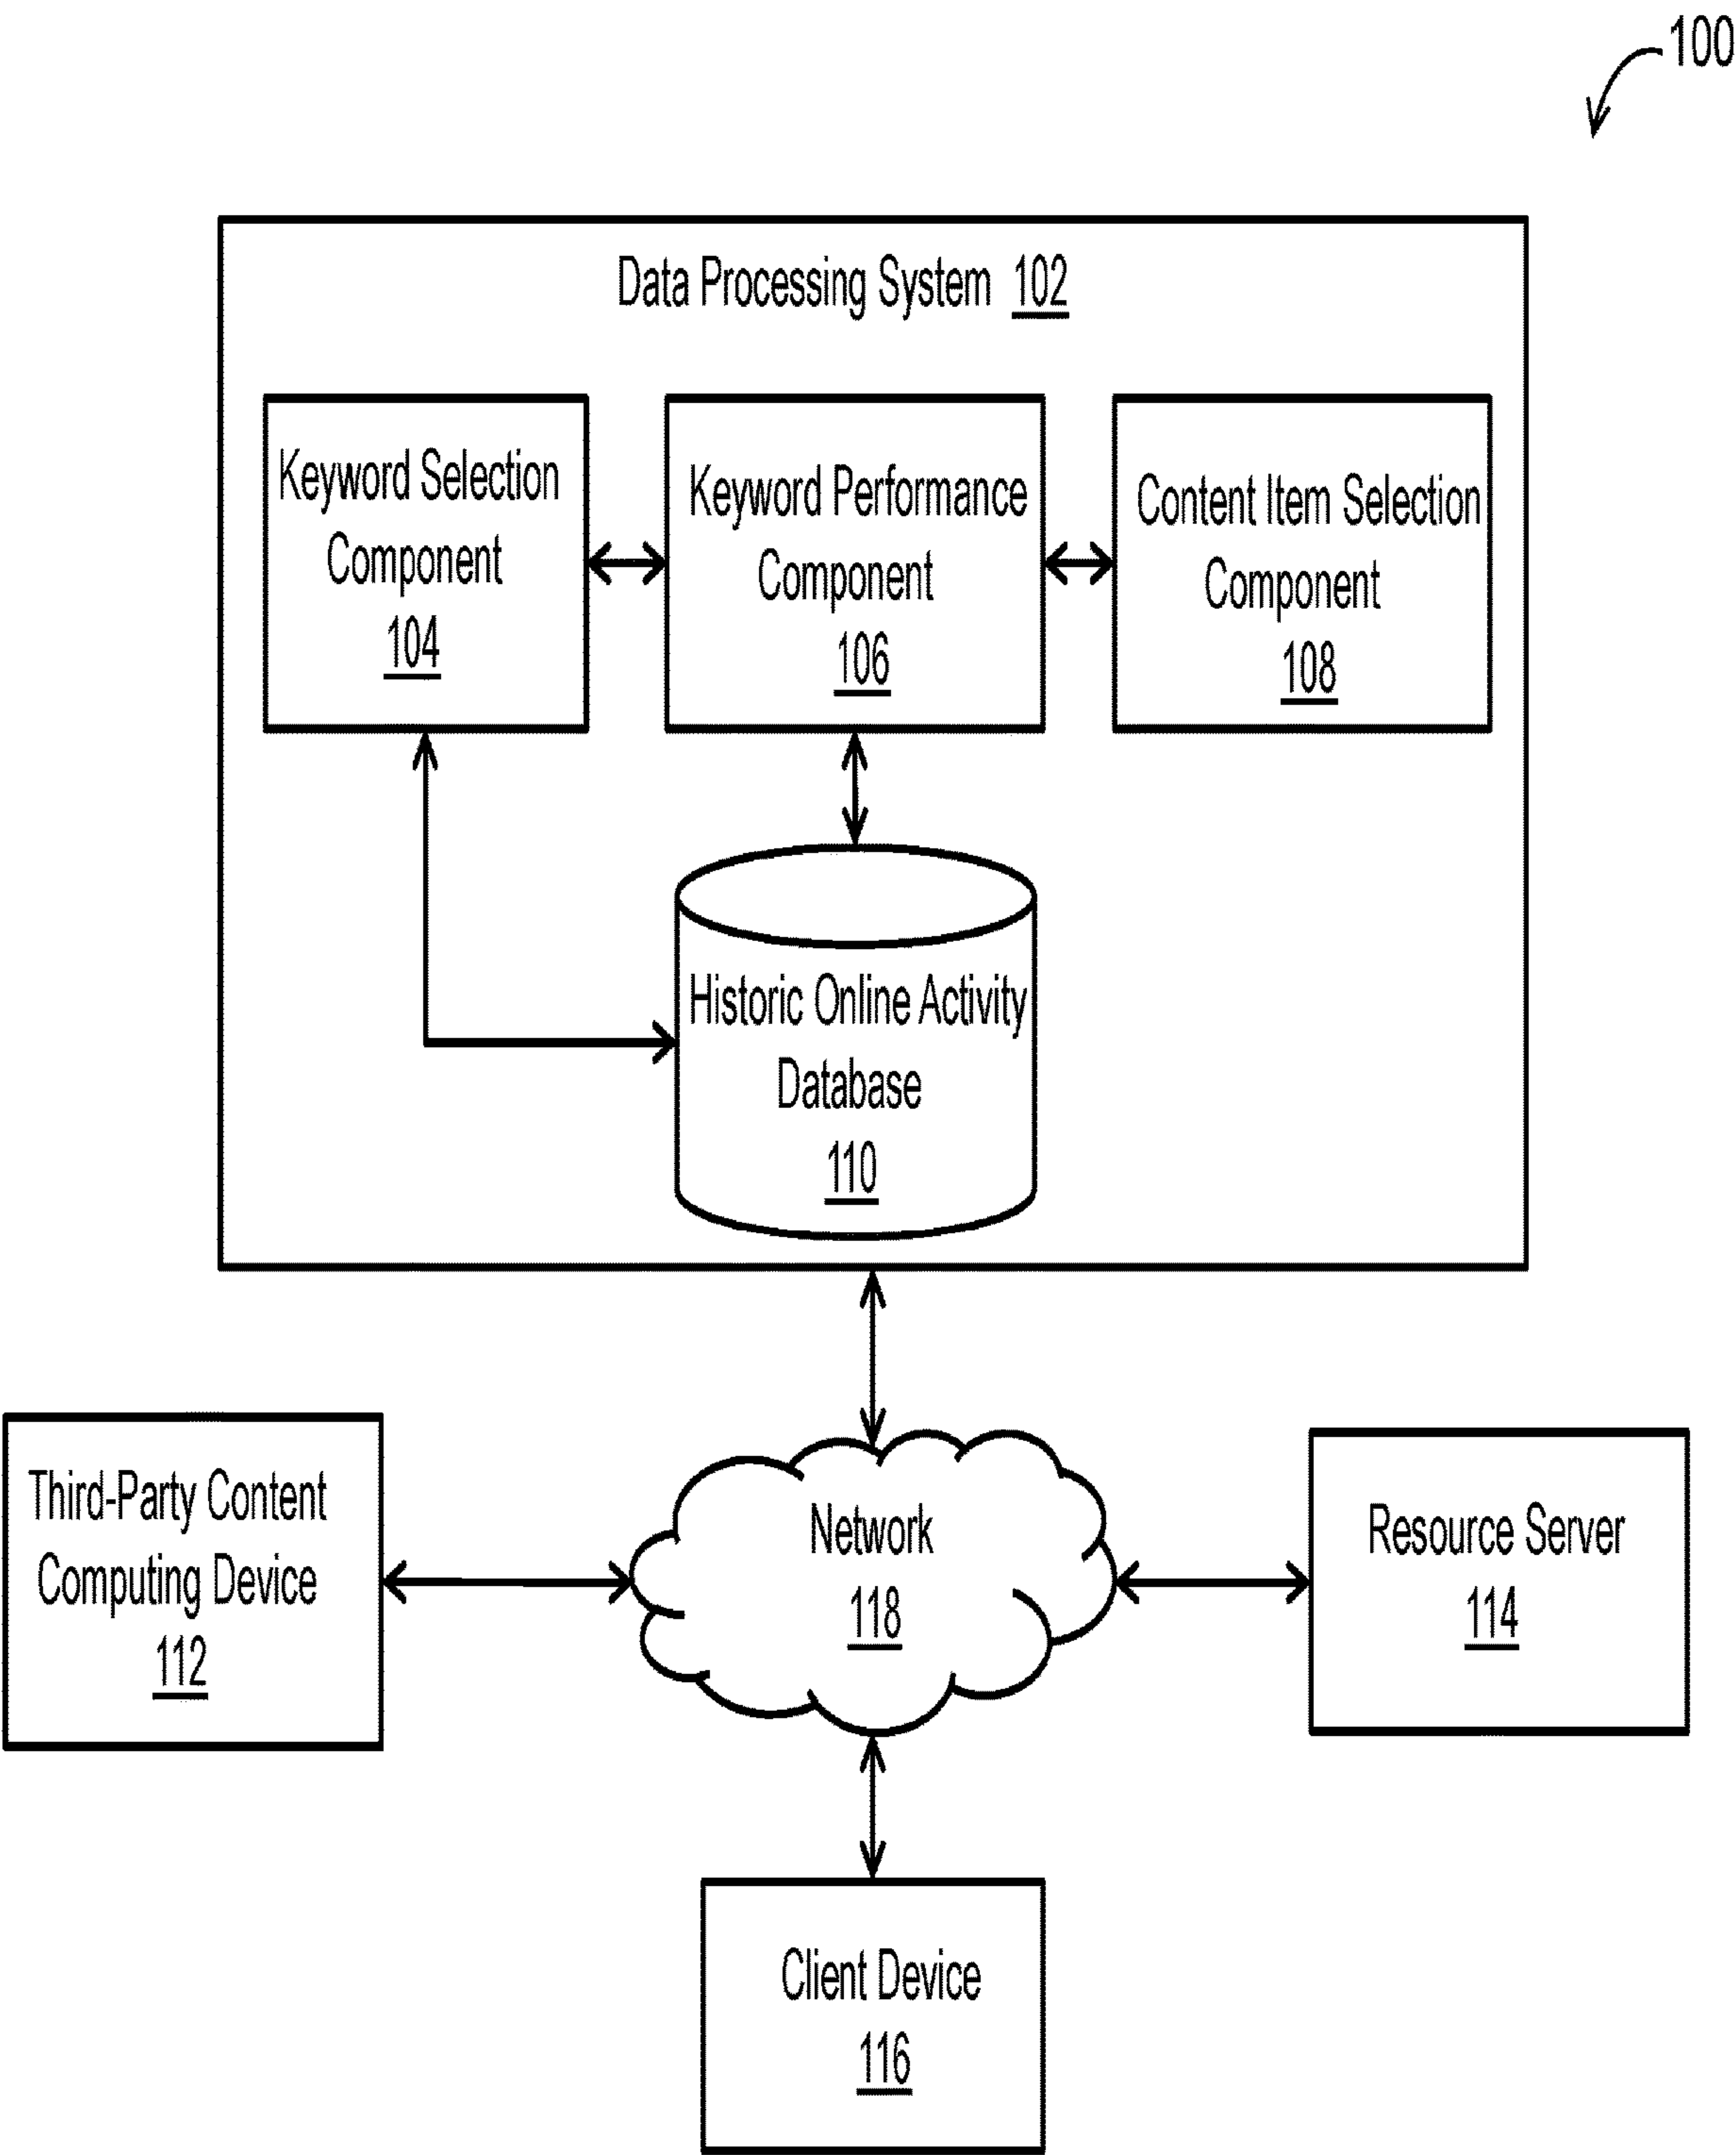 100
Data Processing System 102
Keyword Selection
Component
104
Keyword Performance
Component
106
Content Item Selection
Component
108
Historic Online Activity
Database
110
Third-Party Content
Computing Device
112
Network
118
Resource Server
114
Client Device
116